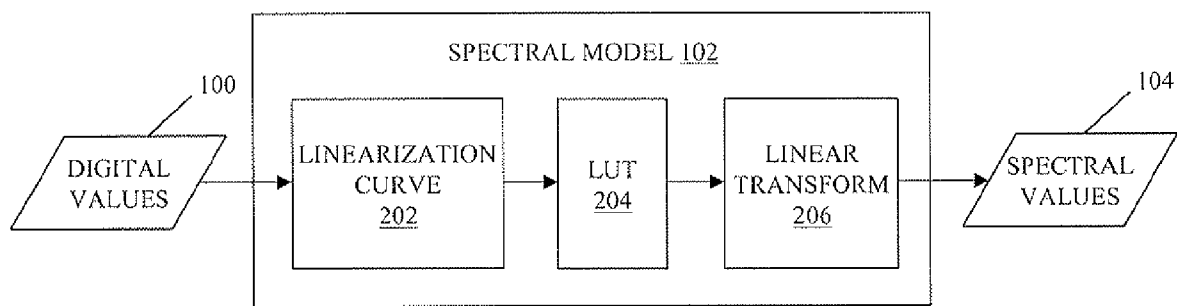 SPECTRAL MODEL 102
100
104
DIGITAL
VALUES
LINEARIZATION
CURVE
202
LUT
204
LINEAR
TRANSFORM
206
SPECTRAL
VALUES